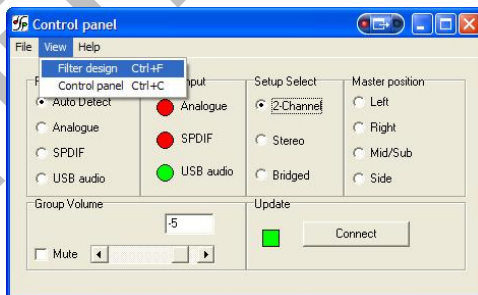 Control panel
File View Help
Filter design Ctrl+F
Control panel Ctrl+C
Setup Select
Master position
Auto Detect
Analogue
SPDIF
USB audio
Analogue
SPDIF
USB audio
2-Channel
Stereo
Bridged
Left
Right
Mid/Sub
Side
Group Volume
-5
Mute
Update
Connect